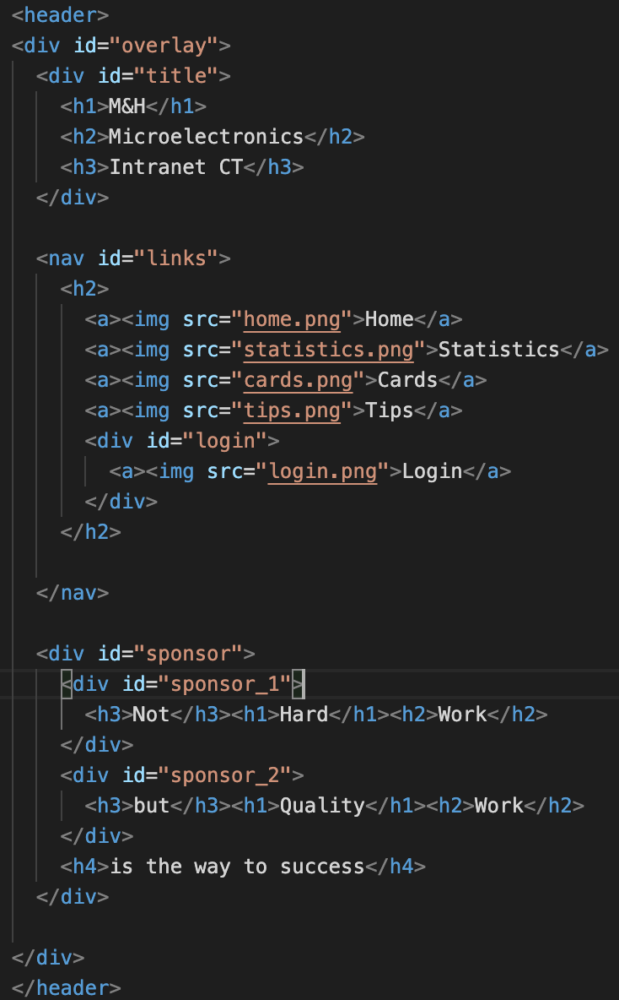 <header>
<div id="overlay">
<div id="title">
<h1>M&H</h1>
<h2>Microelectronics</h2>
<h3>Intranet CT</h3>
</div>
<nav id="links">
<h2>
<a><img src="home.png">Home</a>
<a><img src="statistics.png">Statistics</a>
<a><img src="cards.png">Cards</a>
<a><img src="tips.png">Tips</a>
<div id="login">
<a><img src="login.png">Login</a>
</div>
</h2>
</nav>
<div id="sponsor">
<div id="sponsor_1">
<h3>Not</h3><h1>Hard</h1><h2>Work</h2>
</div>
<div id="sponsor_2">
<h3>but</h3><h1>Quality</h1><h2>Work</h2>
</div>
<h4>is the way to success</h4>
</div>
</div>
</header>